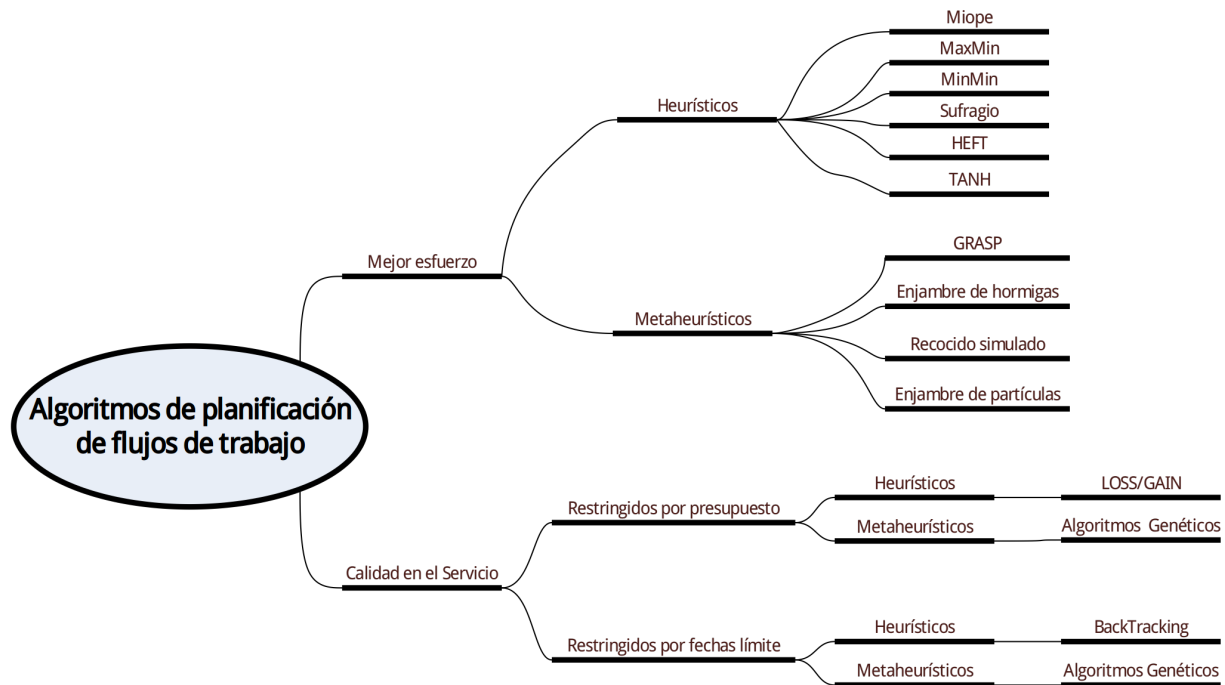 Algoritmos de planificación
de flujos de trabajo
Mejor esfuerzo
Heurísticos
Miope
MaxMin
MinMin
Sufragio
HEFT
TANH
Metaheurísticos
GRASP
Enjambre de hormigas
Recocido simulado
Enjambre de partículas
Calidad en el Servicio
Restringidos por presupuesto
Heurísticos
LOSS/GAIN
Metaheurísticos
Algoritmos Genéticos
Restringidos por fechas límite
Heurísticos
BackTracking
Metaheurísticos
Algoritmos Genéticos